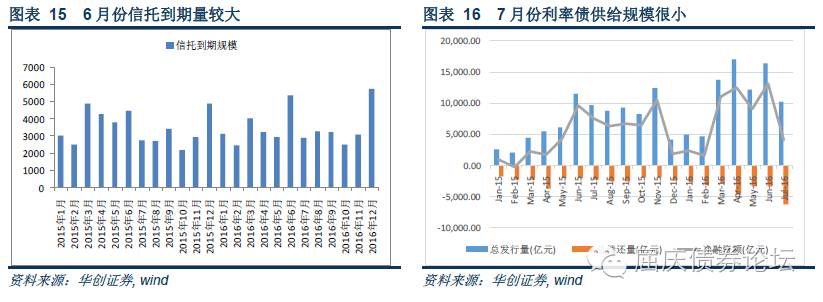 图表 15 6 月份信托到期量较大
信托到期规模
7000
6000
5000
4000
3000
2000
1000
0
2015年1月
2015年2月
2015年3月
2015年4月
2015年5月
2015年6月
2015年7月
2015年8月
2015年9月
2015年10月
2015年11月
2015年12月
2016年1月
2016年2月
2016年3月
2016年4月
2016年5月
2016年6月
2016年7月
2016年8月
2016年9月
2016年10月
2016年11月
2016年12月
资料来源：华创证券, wind
图表 16 7 月份利率债供给规模很小
20,000.00
15,000.00
10,000.00
5,000.00
0.00
-5,000.00
-10,000.00
Jan-15
Feb-15
Mar-15
Apr-15
May-15
Jun-15
Jul-15
Aug-15
Sep-15
Oct-15
Nov-15
Dec-15
Jan-16
Feb-16
Mar-16
Apr-16
May-16
Jun-16
Jul-16
总发行量(亿元)
偿还量(亿元)
净融资额(亿元)
资料来源：华创证券, wind
屈庆债券论坛